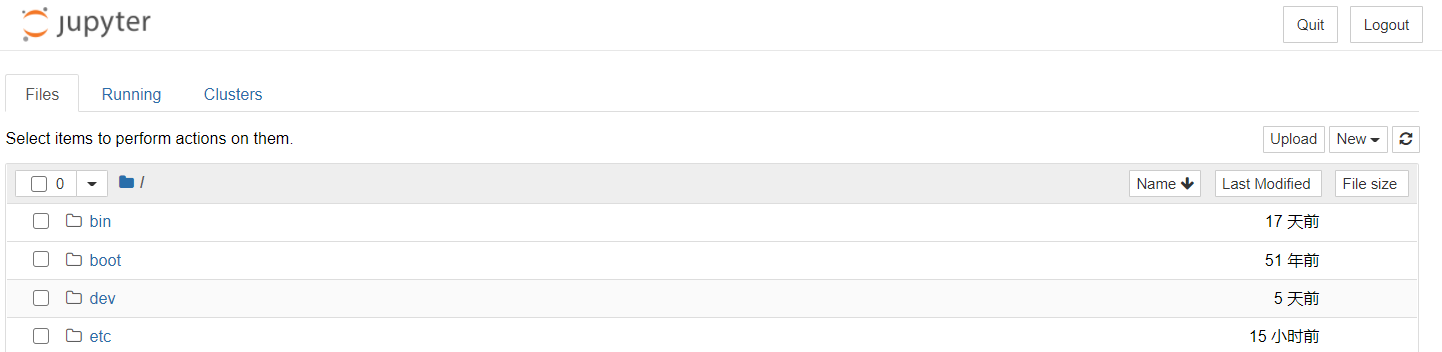 jupyter Quit Logout
Files Running Clusters
Select items to perform actions on them. Upload New
0 / Name Last Modified File size
bin 17 天前
boot 51 年前
dev 5 天前
etc 15 小时前